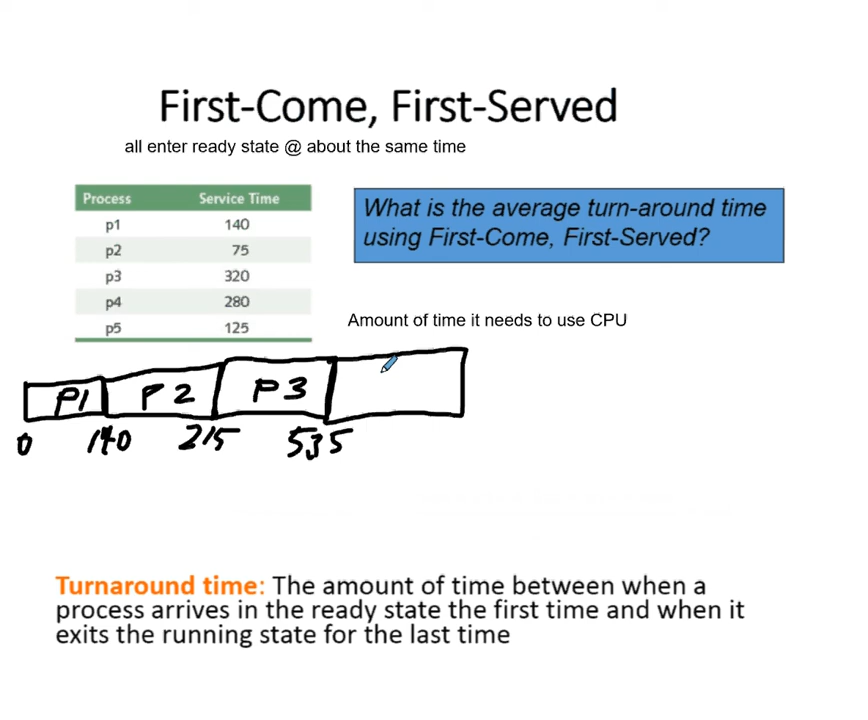 First-Come, First-Served
all enter ready state @ about the same time
Process Service Time
p1 140
p2 75
p3 320
p4 280
p5 125
What is the average turn-around time
using First-Come, First-Served?
Amount of time it needs to use CPU
P1 P2 P3
0 140 215 535
Turnaround time: The amount of time between when a
process arrives in the ready state the first time and when it
exits the running state for the last time